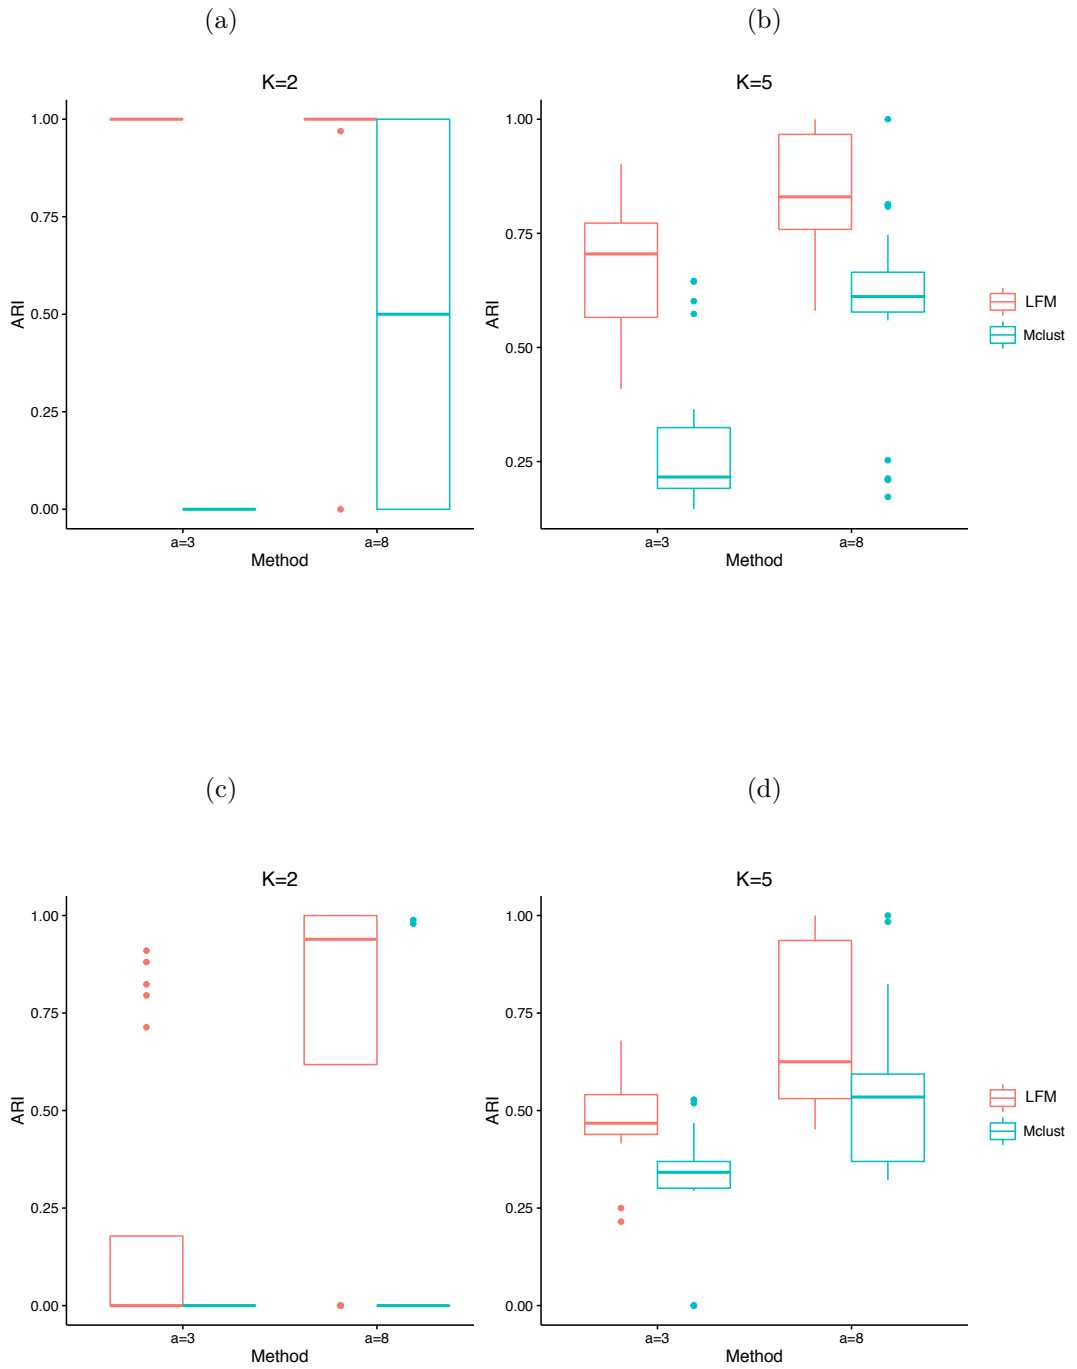 (a)
(b)
K=2
K=5
1.00
0.75
0.50
0.25
0.00
ARI
a=3
a=8
Method
1.00
0.75
0.50
0.25
ARI
a=3
a=8
Method
LFM
Mclust
(c)
(d)
K=2
K=5
1.00
0.75
0.50
0.25
0.00
ARI
a=3
a=8
Method
1.00
0.75
0.50
0.25
0.00
ARI
a=3
a=8
Method
LFM
Mclust